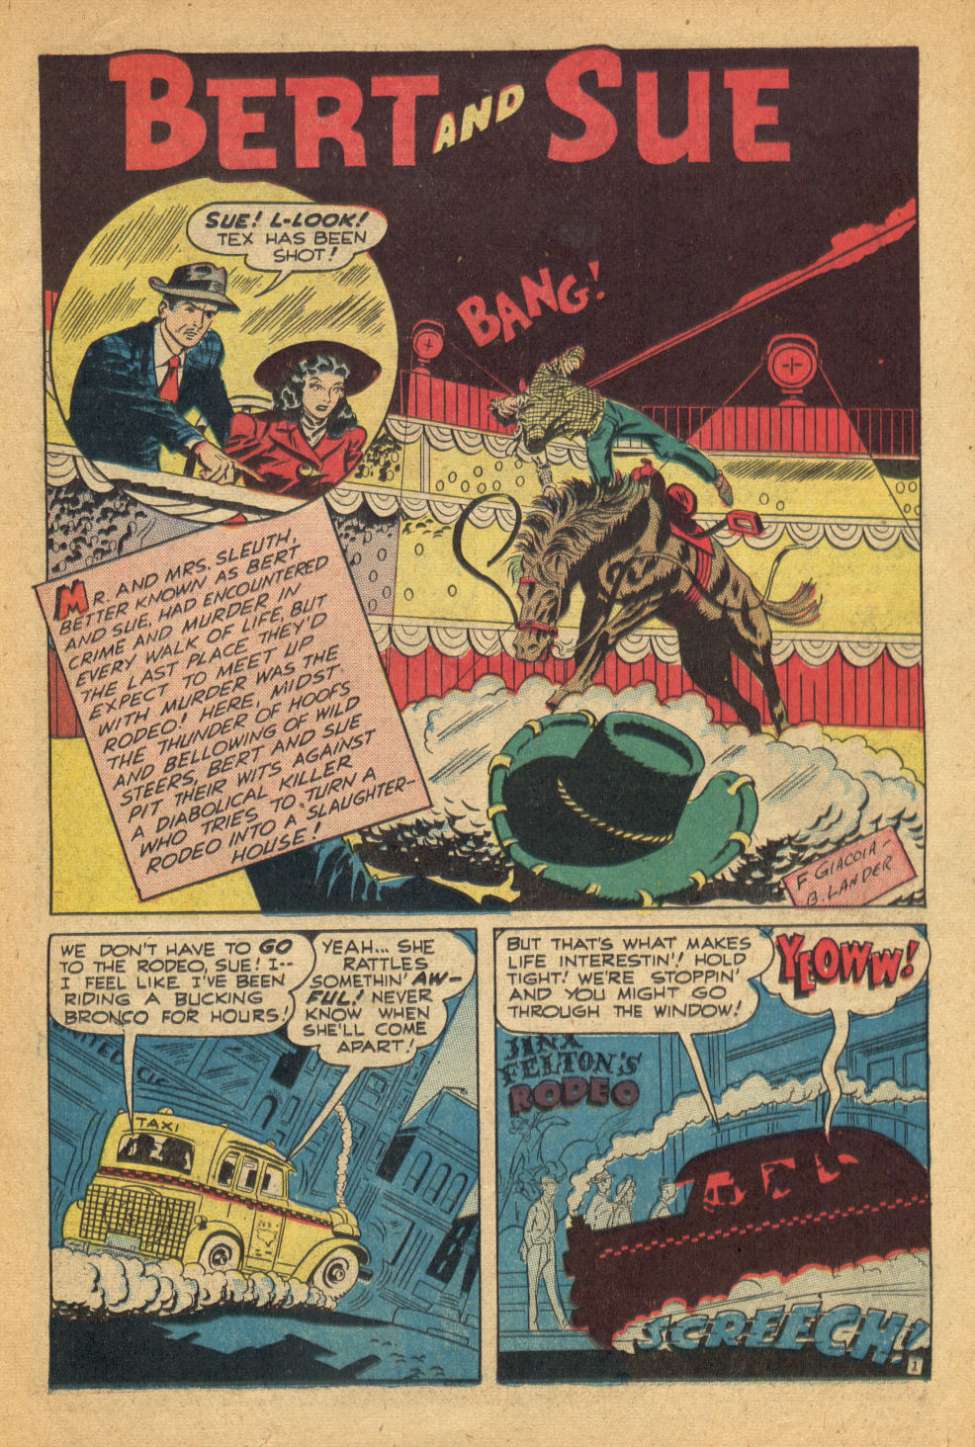 BERT AND SUE
SUE! L-LOOK!
TEX HAS BEEN
SHOT!
BANG!
MR. AND MRS. SLEUTH,
BETTER KNOWN AS BERT
AND SUE, HAD ENCOUNTERED
CRIME AND MURDER IN
EVERY WALK OF LIFE, BUT
THE LAST PLACE THEY'D
EXPECT TO MEET UP
WITH MURDER WAS THE
RODEO! HERE, MIDST
THE THUNDER OF HOOFS
AND BELLOWING OF WILD
STEERS, BERT AND SUE
PIT THEIR WITS AGAINST
A DIABOLICAL KILLER
WHO TRIES TO TURN A
RODEO INTO A SLAUGHTER-
HOUSE!
F. GIACOIA -
B. LANDER
WE DON'T HAVE TO GO
TO THE RODEO, SUE! I--
I FEEL LIKE I'VE BEEN
RIDING A BUCKING
BRONCO FOR HOURS!
YEAH... SHE
RATTLES
SOMETHIN' AW-
FUL! NEVER
KNOW WHEN
SHE'LL COME
APART!
TAXI
BUT THAT'S WHAT MAKES
LIFE INTERESTIN'! HOLD
TIGHT! WE'RE STOPPIN'
AND YOU MIGHT GO
THROUGH THE WINDOW!
YEOWW!
JINX
FELTON'S
RODEO
SCREECH!
1